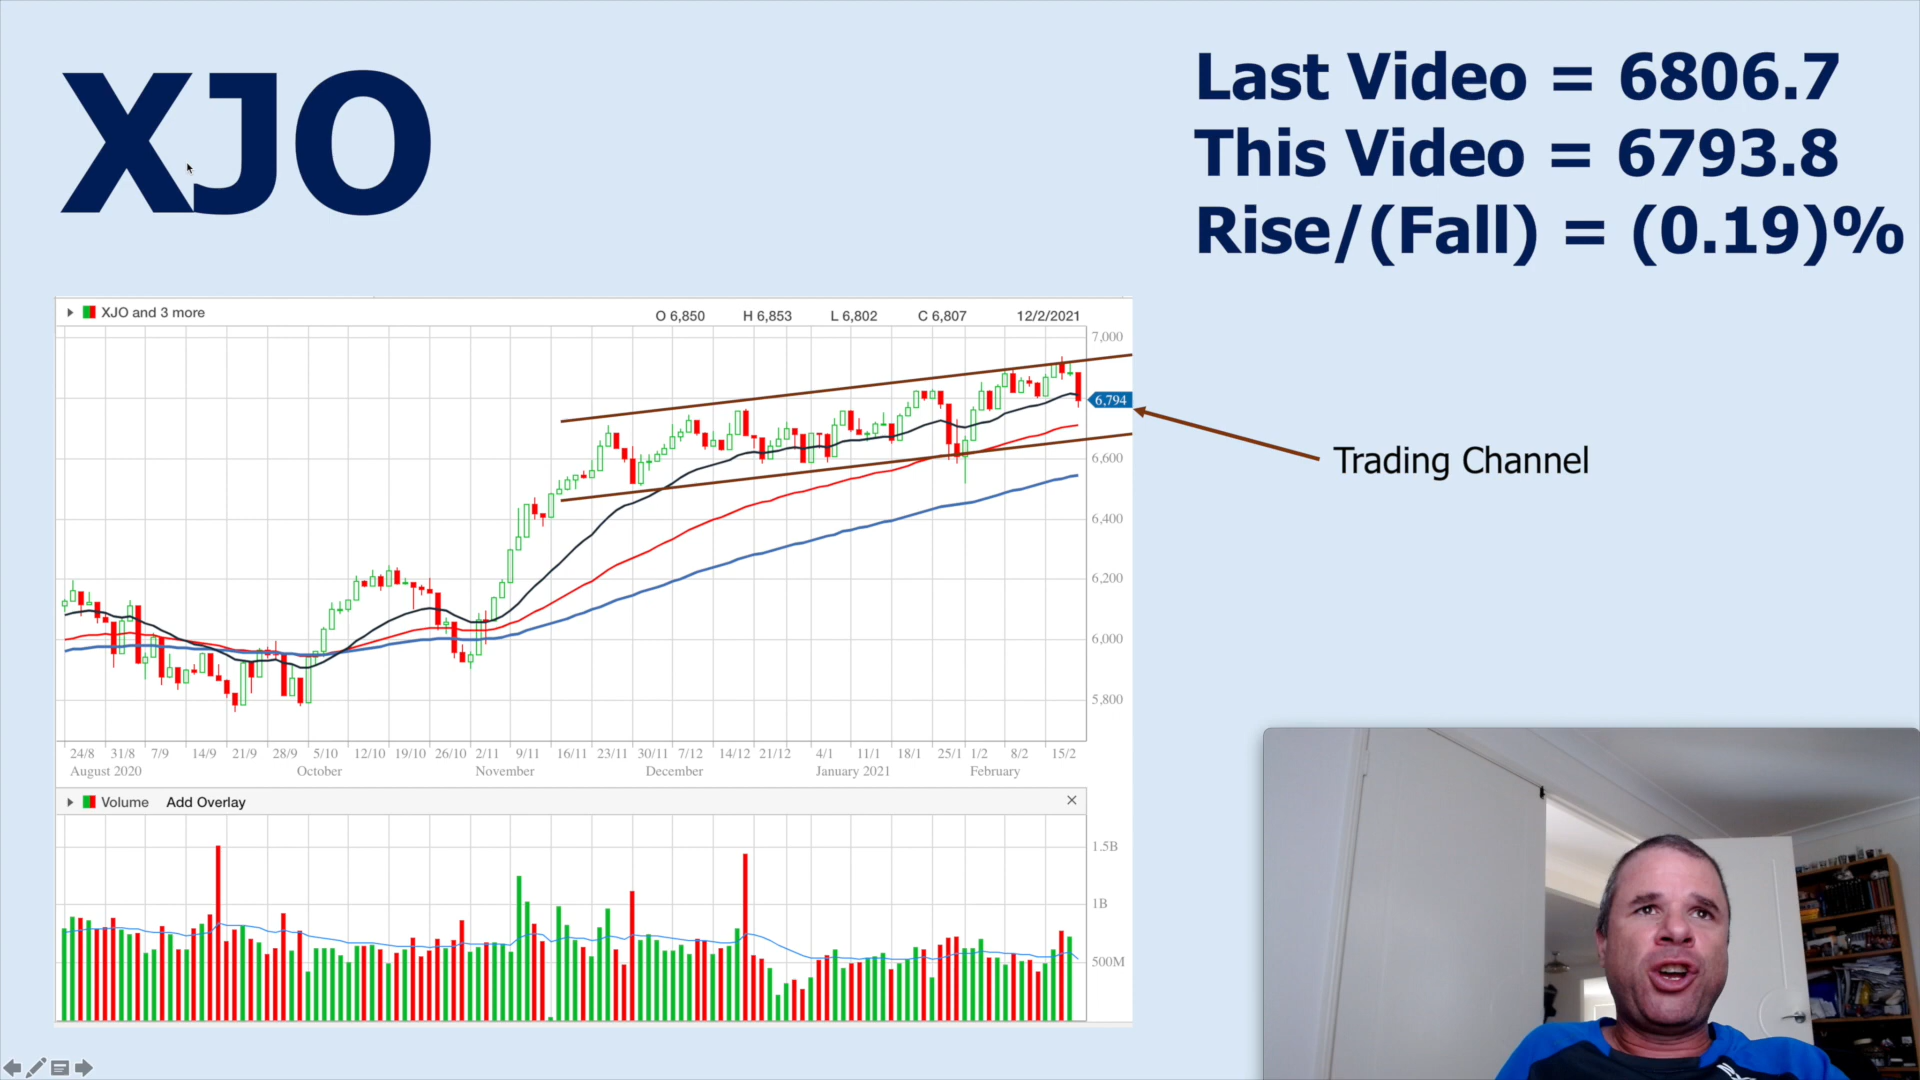 XJO
Last Video = 6806.7
This Video = 6793.8
Rise/(Fall) = (0.19)%
XJO and 3 more
O 6,850 H 6,853 L 6,802 C 6,807 12/2/2021
7,000
6,794
6,600
6,400
6,200
6,000
5,800
Trading Channel
24/8 31/8 7/9 14/9 21/9 28/9 5/10 12/10 19/10 26/10 2/11 9/11 16/11 23/11 30/11 7/12 14/12 21/12 4/1 11/1 18/1 25/1 1/2 8/2 15/2
August 2020 October November December January 2021 February
Volume Add Overlay
1.5B
1B
500M